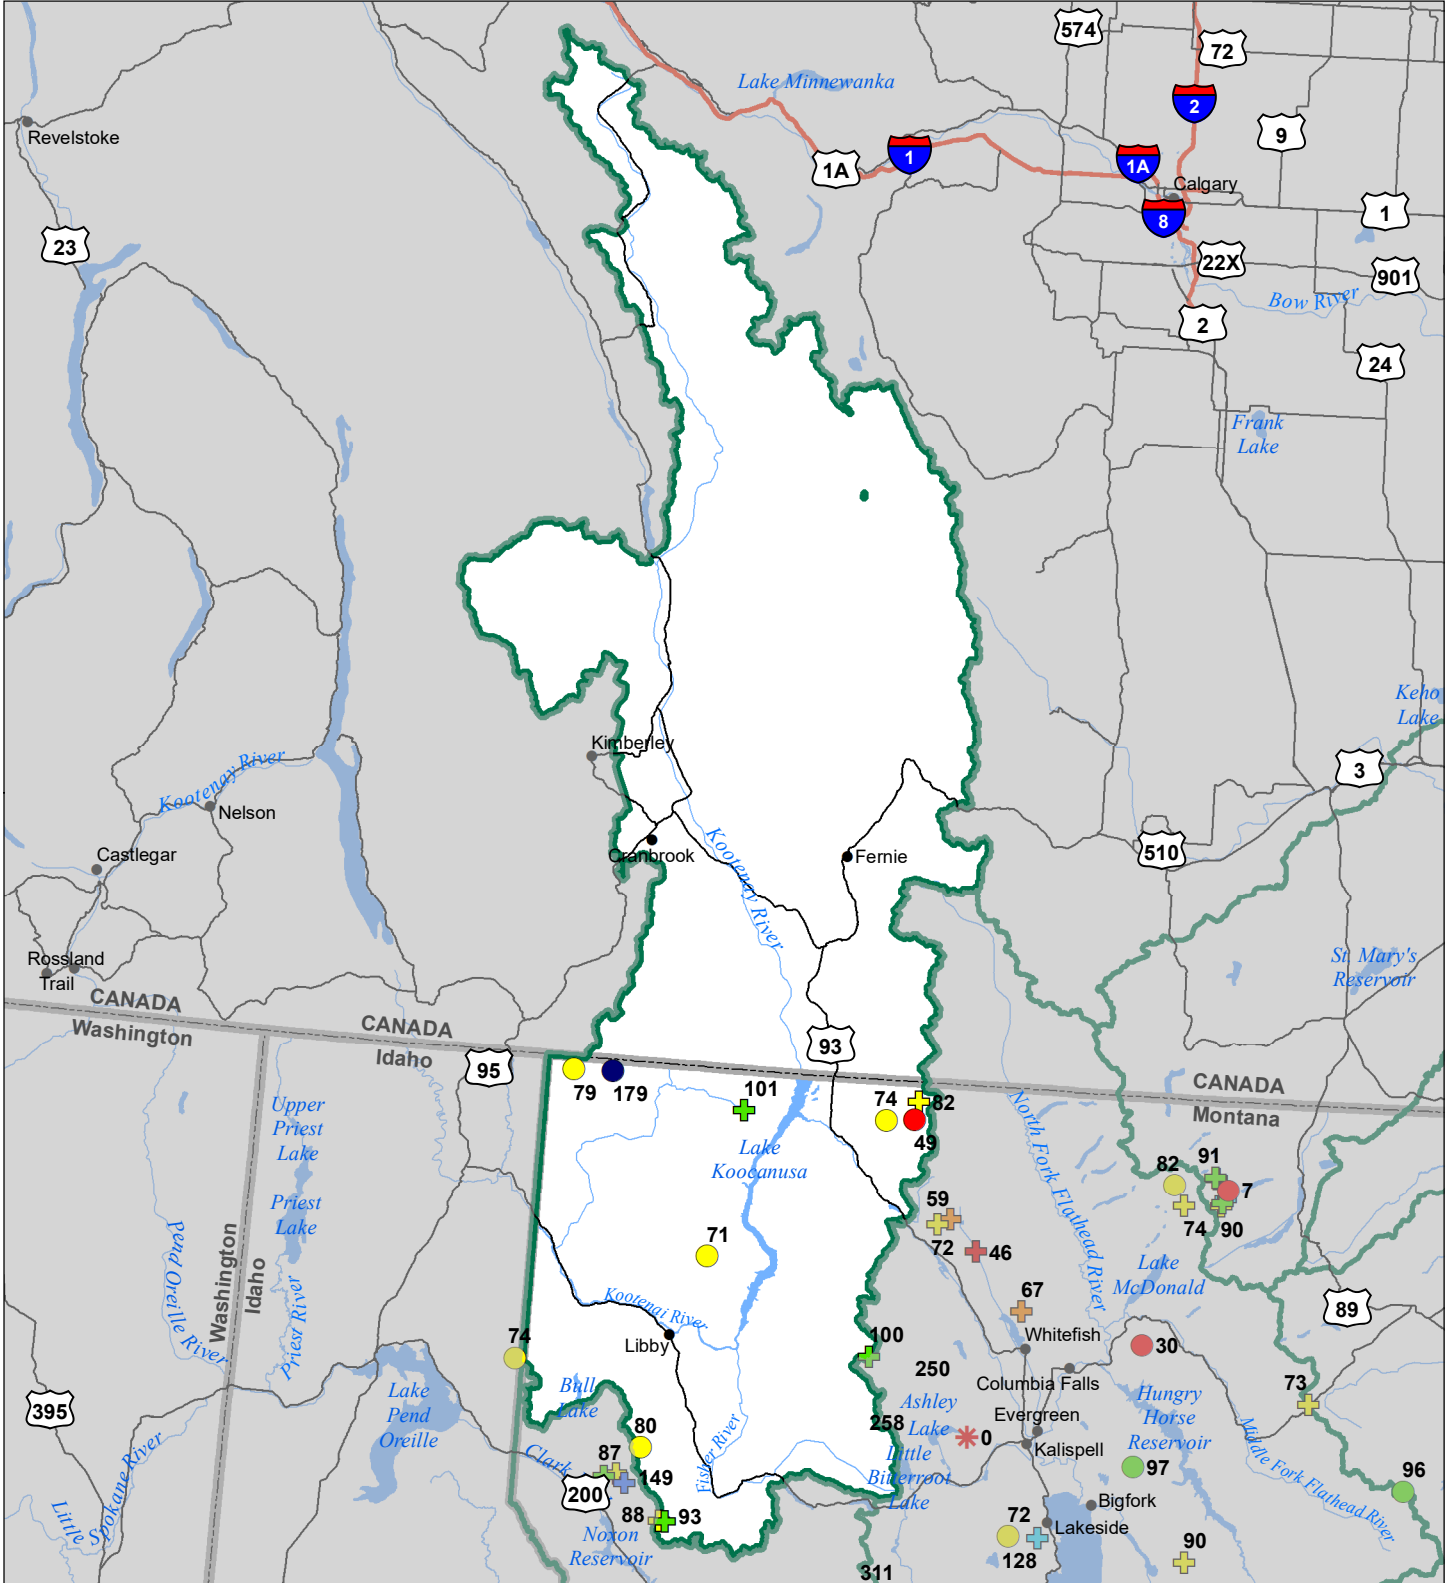 574
72
Lake Minnewanka
2
Revelstoke
9
1
1A
1A
Calgary
1
8
23
22X
901
Bow River
2
24
Frank
Lake
Keho
Lake
Kimberley
Kootenay River
3
Nelson
Cranbrook
Kootenay River
Fernie
Castlegar
510
Rossland
Trail
St. Mary's
Reservoir
CANADA
Washington
CANADA
Idaho
93
95
79
179
101
74
82
49
CANADA
Montana
Upper
Priest
Lake
Lake
Koocanusa
North Fork Flathead River
82
91
7
74
90
Priest
Lake
Pend Oreille River
Washington
Idaho
Priest River
59
72
46
71
Lake
McDonald
67
89
Kootenai River
Libby
Whitefish
30
74
100
250
Columbia Falls
Bull
Lake
Lake
Pend
Oreille
395
Ashley
Lake
258
0
Evergreen
Kalispell
Hungry
Horse
Reservoir
73
Middle Fork Flathead River
80
Little
Bitterroot
Lake
Fisher River
Clark
87
149
200
97
96
Little
Spokane River
88
93
Bigfork
Lakeside
Noxon
Reservoir
72
128
90
311